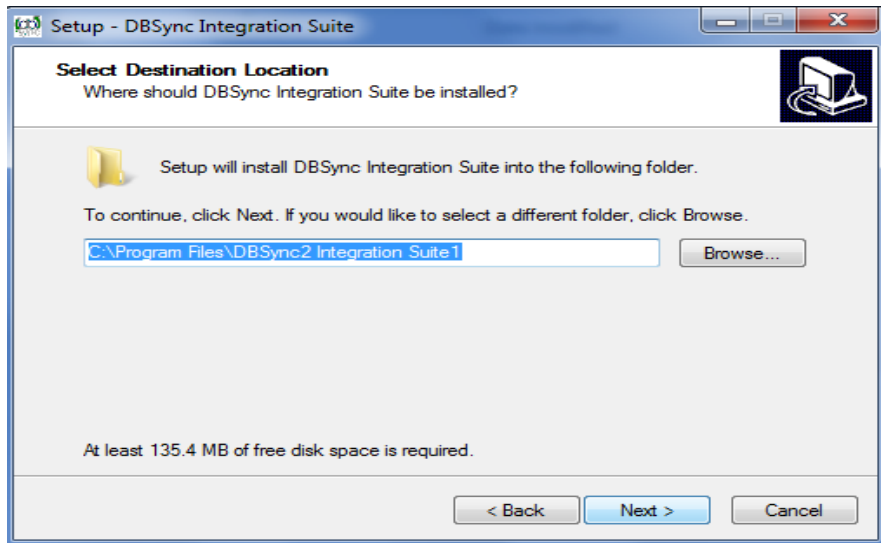 Setup - DBSync Integration Suite
Select Destination Location
Where should DBSync Integration Suite be installed?
Setup will install DBSync Integration Suite into the following folder.
To continue, click Next. If you would like to select a different folder, click Browse.
C:\Program Files\DBSync2 Integration Suite1
Browse...
At least 135.4 MB of free disk space is required.
< Back
Next >
Cancel